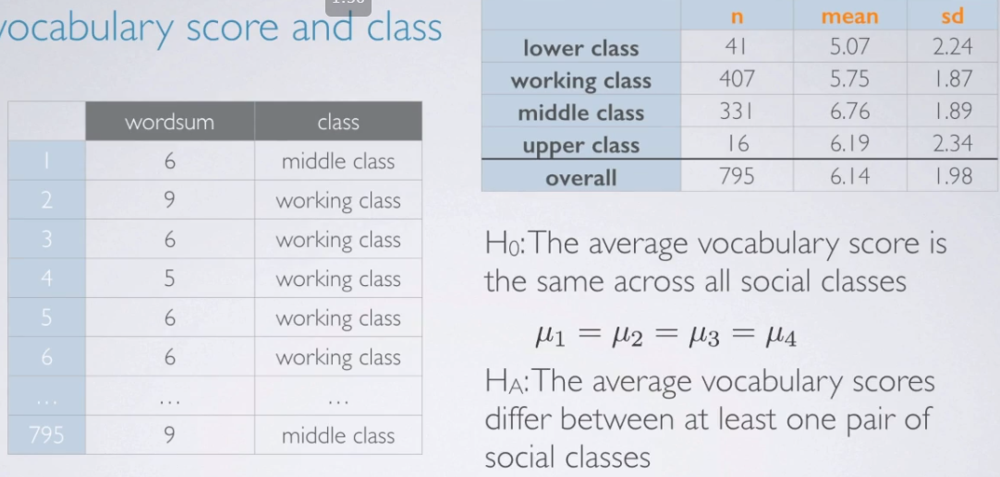 vocabulary score and class
wordsum class
1 6 middle class
2 9 working class
3 6 working class
4 5 working class
5 6 working class
6 6 working class
... ... ...
795 9 middle class
n mean sd
lower class 41 5.07 2.24
working class 407 5.75 1.87
middle class 331 6.76 1.89
upper class 16 6.19 2.34
overall 795 6.14 1.98
H0: The average vocabulary score is
the same across all social classes
μ1 = μ2 = μ3 = μ4
HA: The average vocabulary scores
differ between at least one pair of
social classes